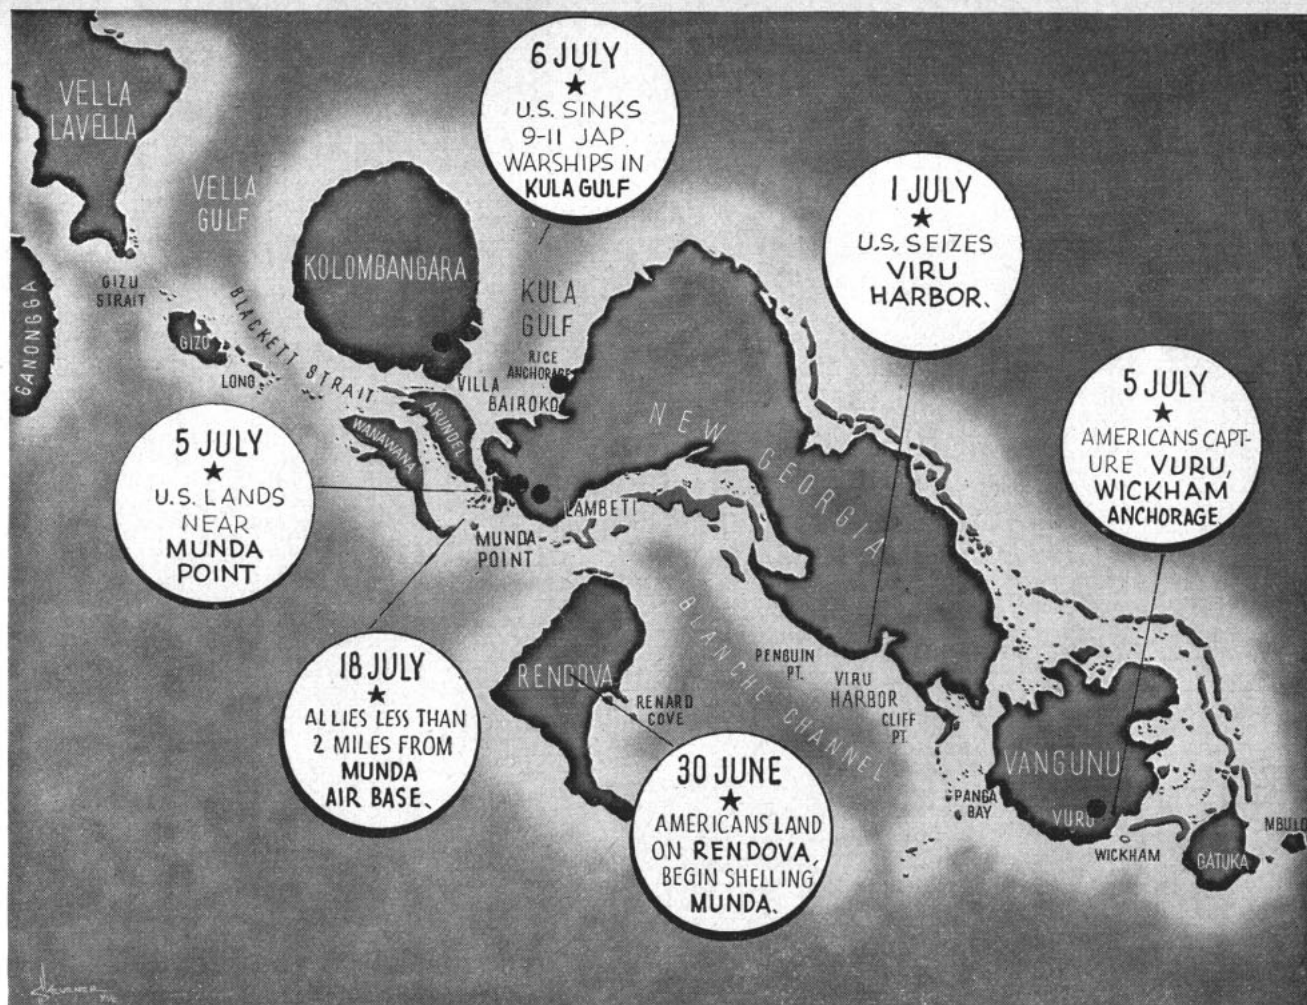 6 JULY
U.S. SINKS
9-11 JAP.
WARSHIPS IN
KULA GULF
1 JULY
U.S. SEIZES
VIRU
HARBOR.
5 JULY
AMERICANS CAPT-
URE VURU,
WICKHAM
ANCHORAGE
5 JULY
U.S. LANDS
NEAR
MUNDA
POINT
18 JULY
ALLIES LESS THAN
2 MILES FROM
MUNDA
AIR BASE.
30 JUNE
AMERICANS LAND
ON RENDOVA,
BEGIN SHELLING
MUNDA.
VELLA
LAVELLA
VELLA
GULF
KOLOMBANGARA
GANONGGA
GIZU
STRAIT
GIZO
LONG
BLACKETT STRAIT
KULA
GULF
RICE
ANCHORAGE
VILLA
BAIROKO
WANAWANA
ARUNDEL
NEW GEORGIA
LAMBETI
MUNDA
POINT
RENDOVA
RENARD
COVE
BLANCHE CHANNEL
PENGUIN
PT.
VIRU
HARBOR
CLIFF
PT.
PANGA
BAY
VANGUNU
VURU
WICKHAM
GATUKA
MBULO